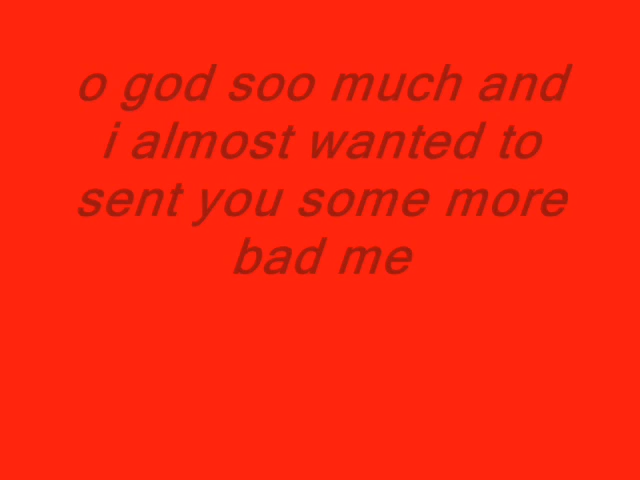 o god soo much and
i almost wanted to
sent you some more
bad me